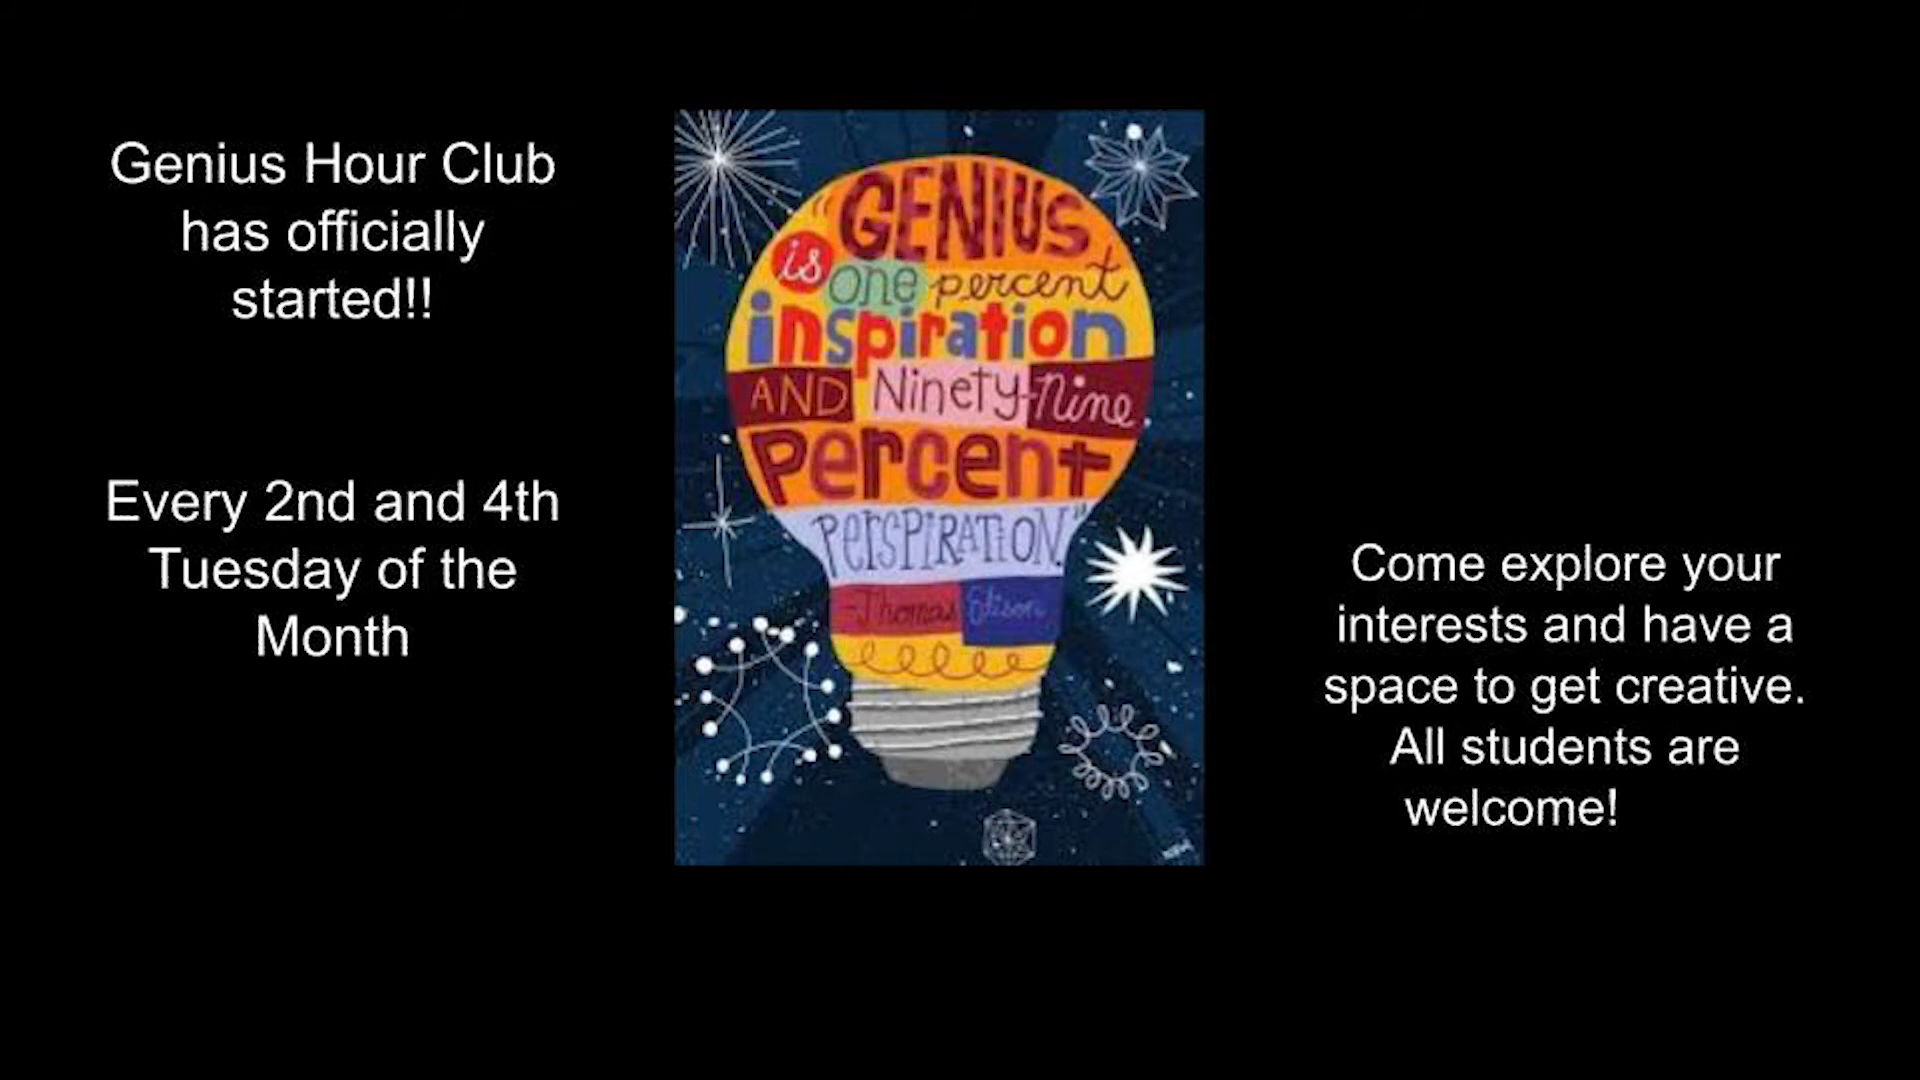 Genius Hour Club
has officially
started!!
Every 2nd and 4th
Tuesday of the
Month
"GENIUS
is one percent
inspiration
AND Ninety-Nine
Percent
PERSPIRATION"
-Thomas Edison
Come explore your
interests and have a
space to get creative.
All students are
welcome!